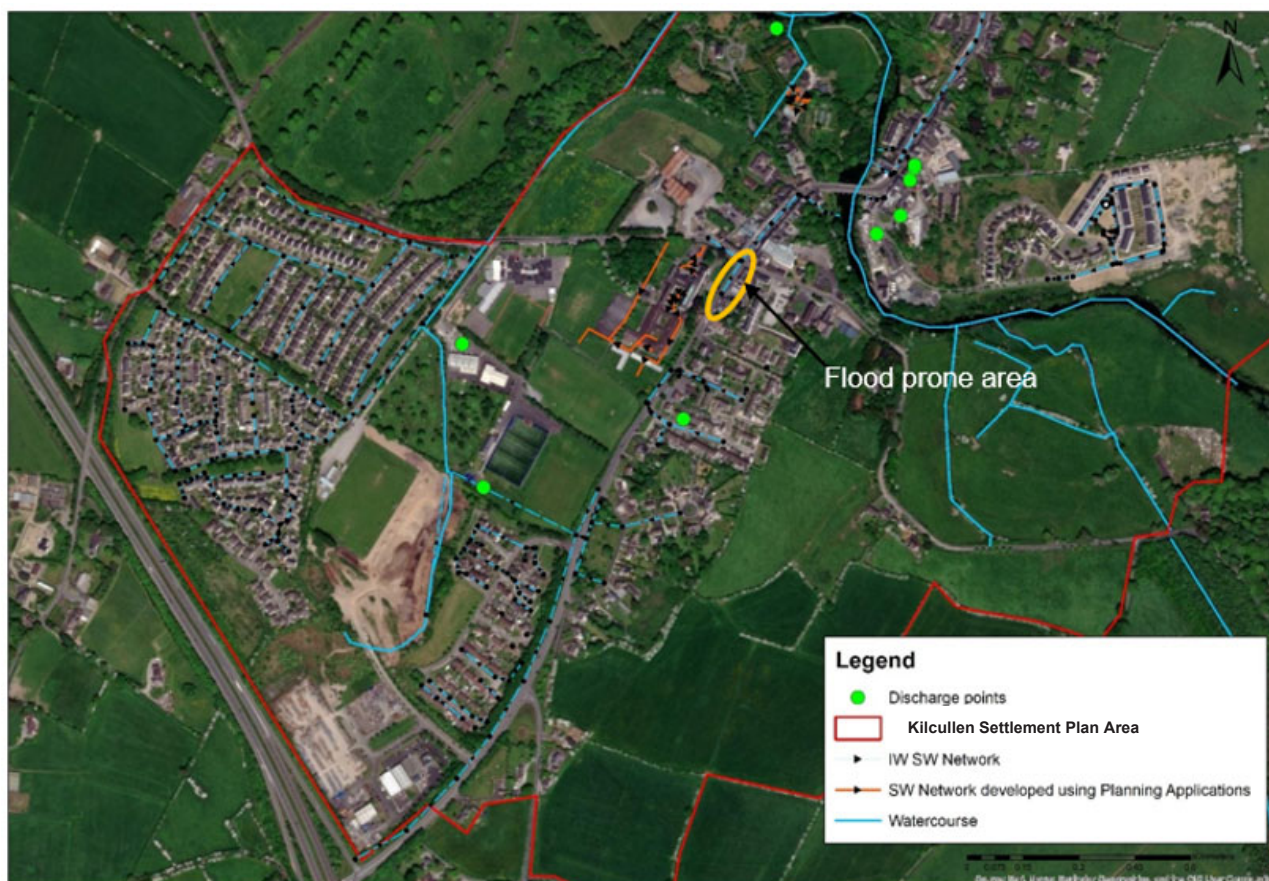 N
Flood prone area
Legend
Discharge points
Kilcullen Settlement Plan Area
IW SW Network
SW Network developed using Planning Applications
Watercourse